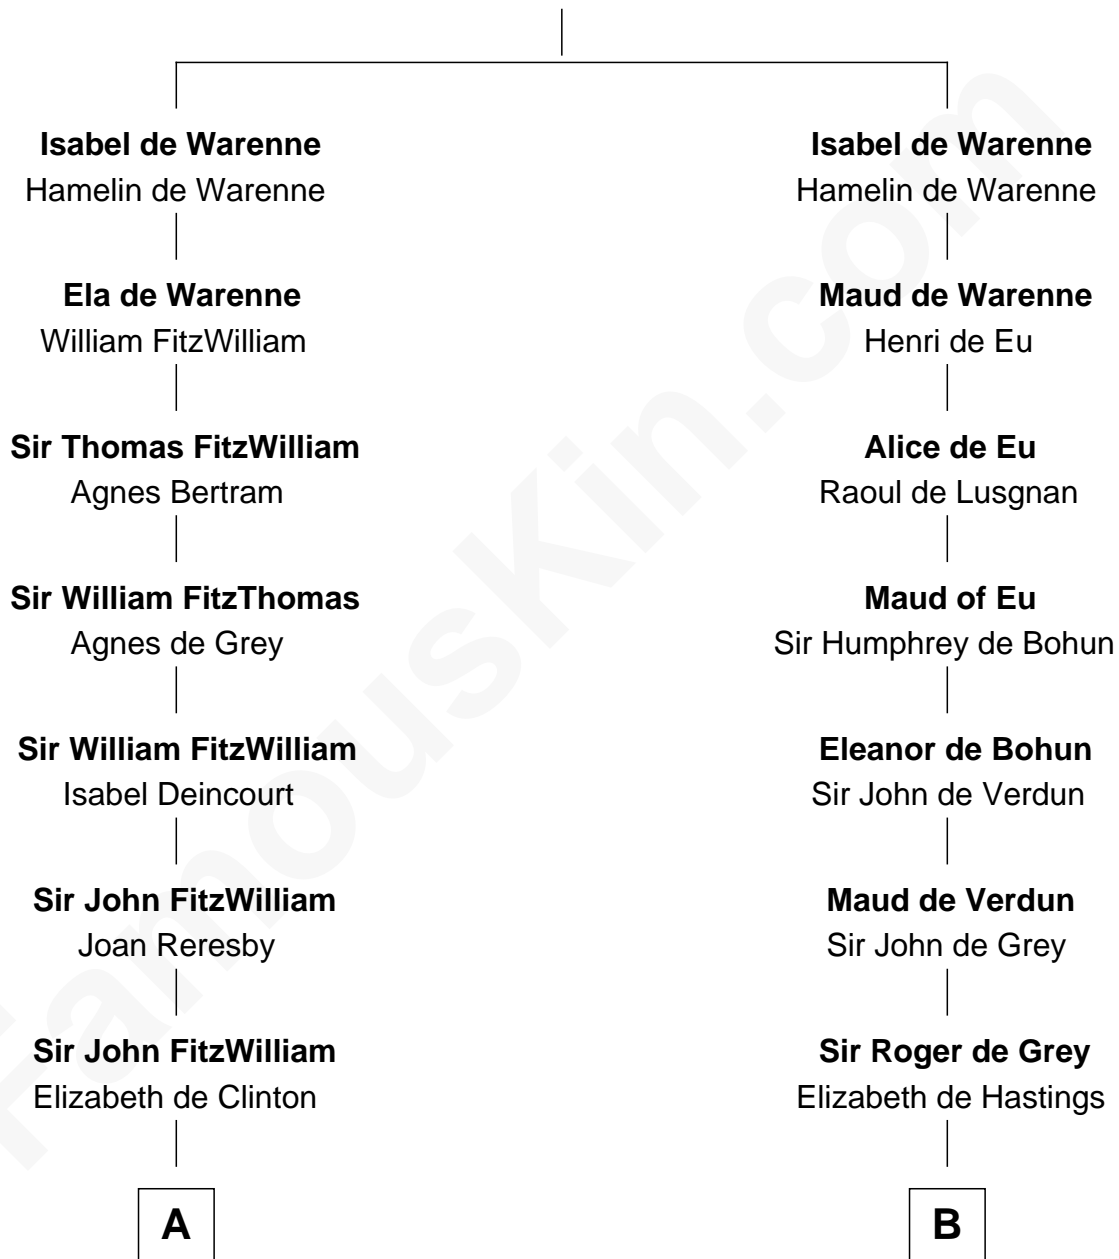 Isabel de Warenne
Hamelin de Warenne
Isabel de Warenne
Hamelin de Warenne
Ela de Warenne
William FitzWilliam
Maud de Warenne
Henri de Eu
Sir Thomas FitzWilliam
Agnes Bertram
Alice de Eu
Raoul de Lusgnan
Sir William FitzThomas
Agnes de Grey
Maud of Eu
Sir Humphrey de Bohun
Sir William FitzWilliam
Isabel Deincourt
Eleanor de Bohun
Sir John de Verdun
Sir John FitzWilliam
Joan Reresby
Maud de Verdun
Sir John de Grey
Sir John FitzWilliam
Elizabeth de Clinton
Sir Roger de Grey
Elizabeth de Hastings
A
B
FamousKin.com